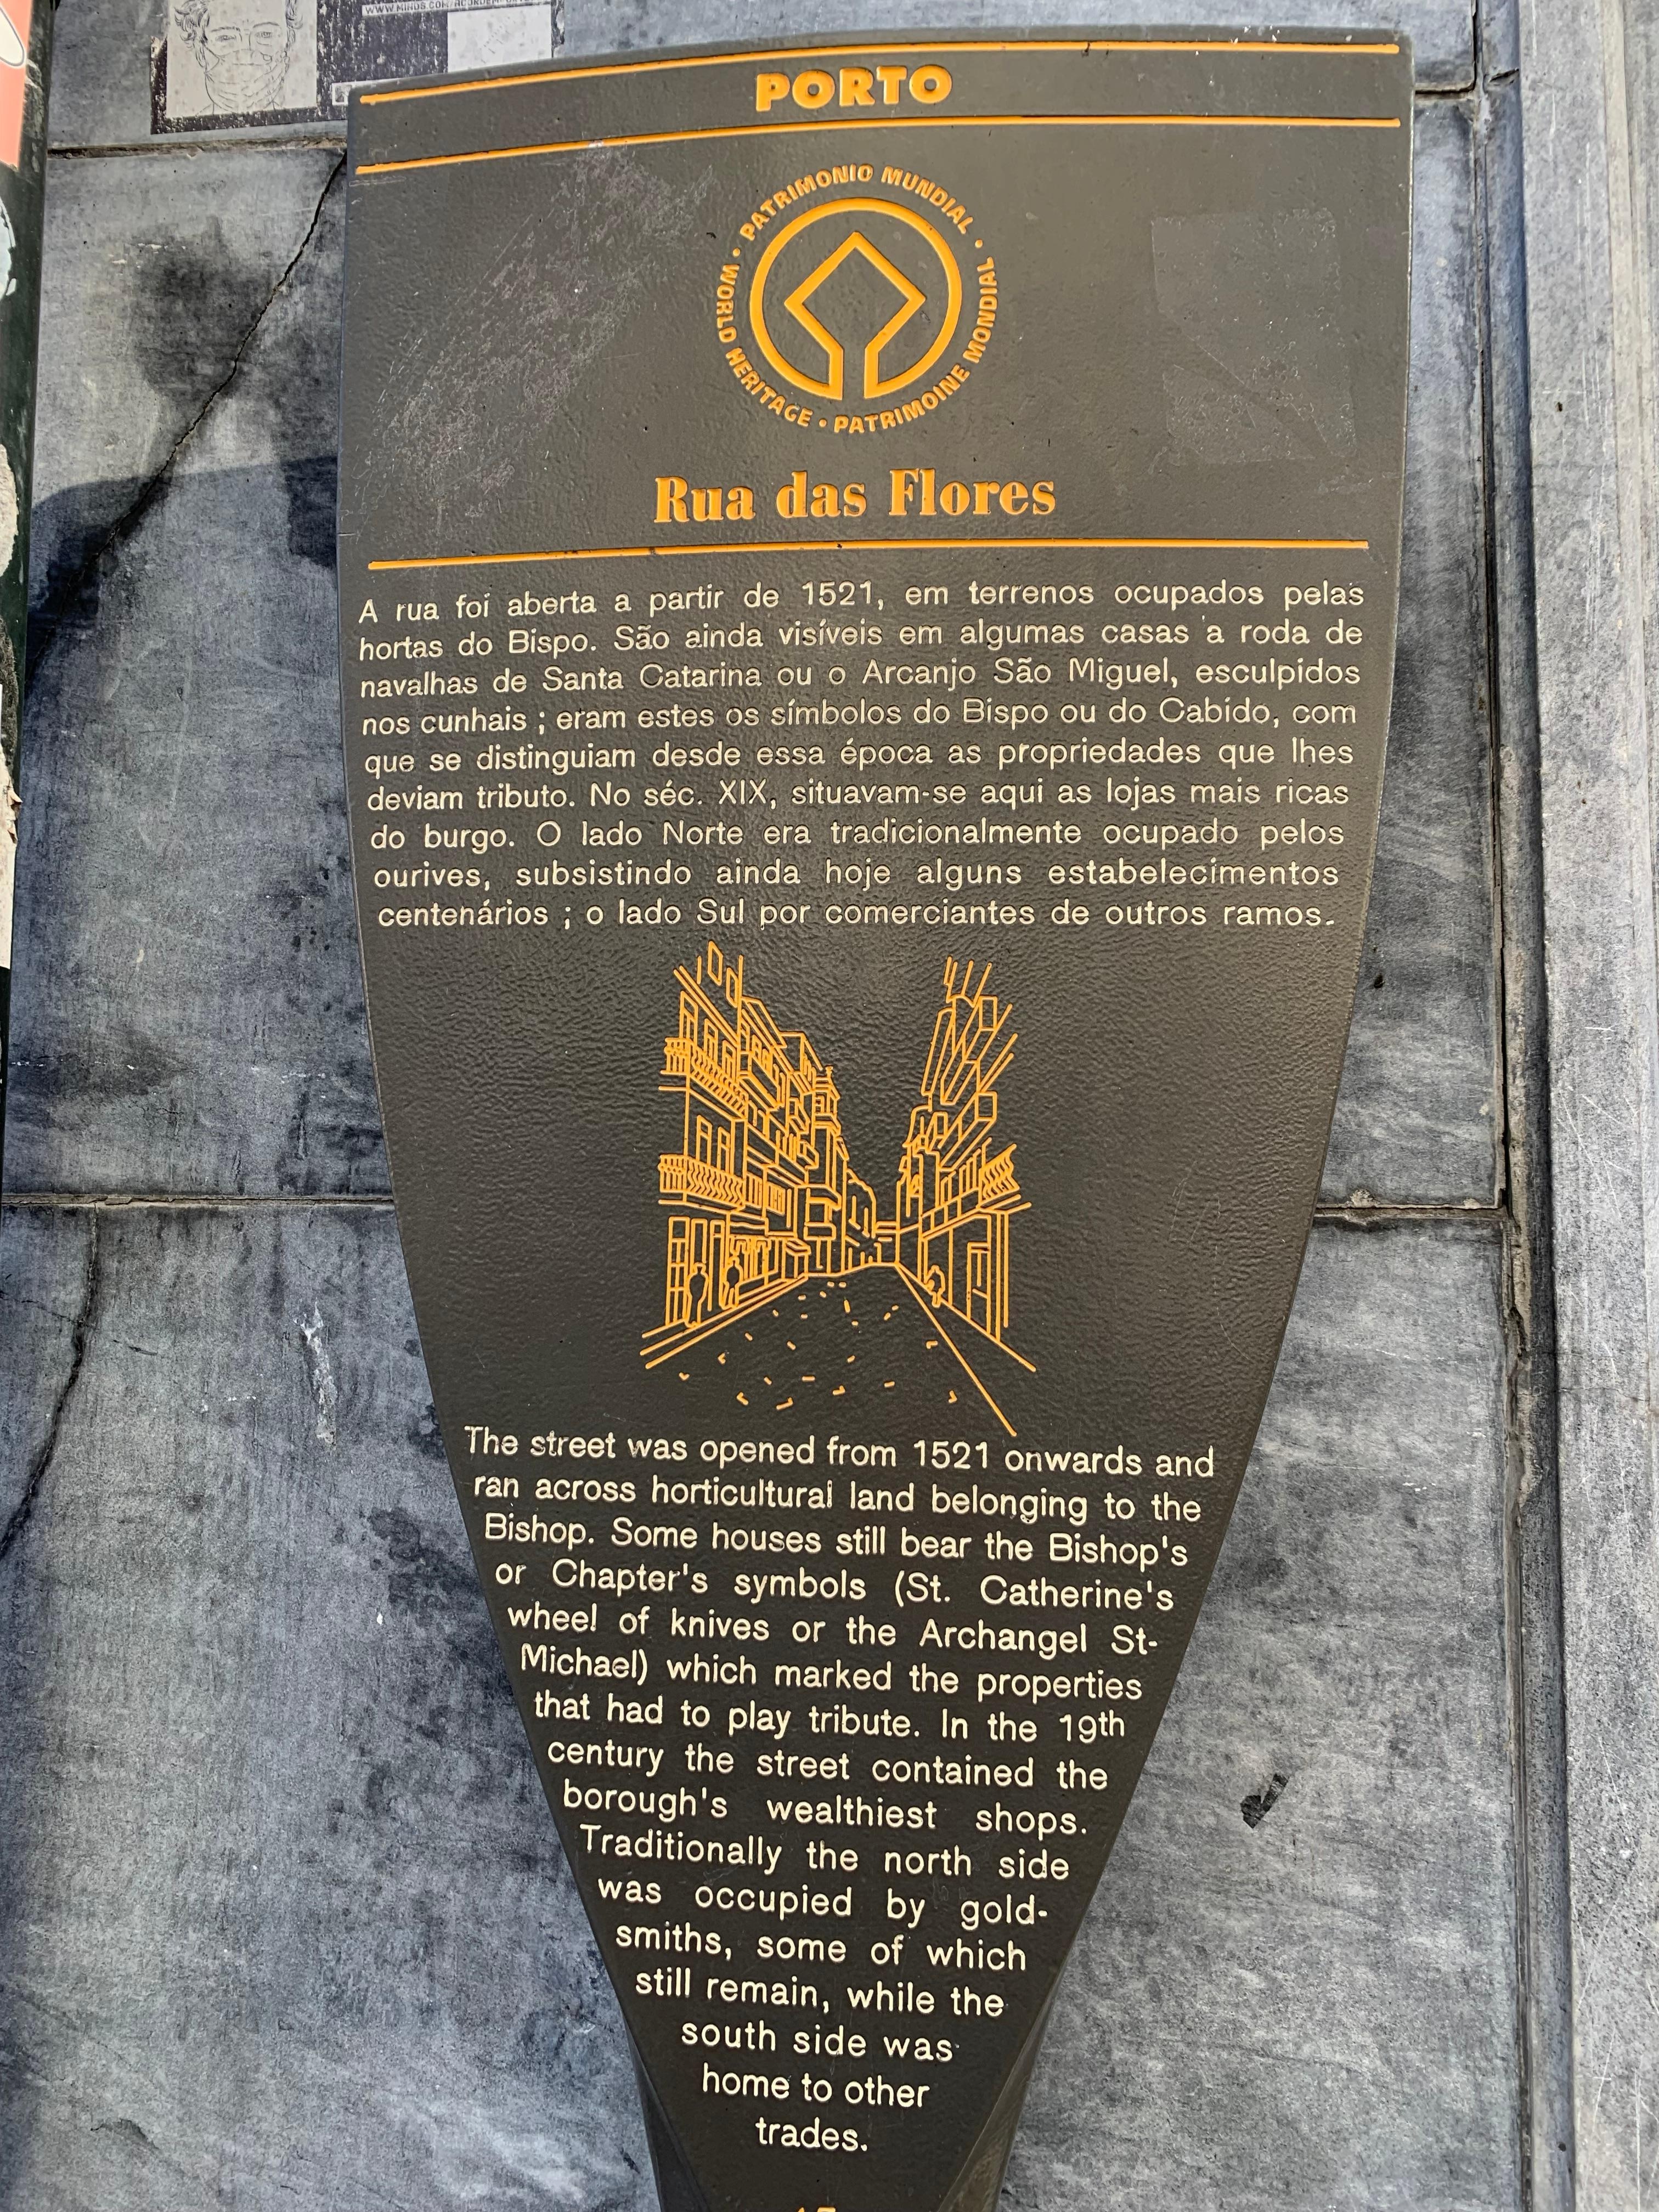 WWW.MINDS.COM/
PORTO
PATRIMONIO MUNDIAL • PATRIMOINE MONDIAL • WORLD HERITAGE •
Rua das Flores
A rua foi aberta a partir de 1521, em terrenos ocupados pelas
hortas do Bispo. São ainda visíveis em algumas casas a roda de
navalhas de Santa Catarina ou o Arcanjo São Miguel, esculpidos
nos cunhais ; eram estes os símbolos do Bispo ou do Cabido, com
que se distinguiam desde essa época as propriedades que lhes
deviam tributo. No séc. XIX, situavam-se aqui as lojas mais ricas
do burgo. O lado Norte era tradicionalmente ocupado pelos
ourives, subsistindo ainda hoje alguns estabelecimentos
centenários ; o lado Sul por comerciantes de outros ramos.
The street was opened from 1521 onwards and
ran across horticultural land belonging to the
Bishop. Some houses still bear the Bishop's
or Chapter's symbols (St. Catherine's
wheel of knives or the Archangel St-
Michael) which marked the properties
that had to play tribute. In the 19th
century the street contained the
borough's wealthiest shops.
Traditionally the north side
was occupied by gold-
smiths, some of which
still remain, while the
south side was
home to other
trades.